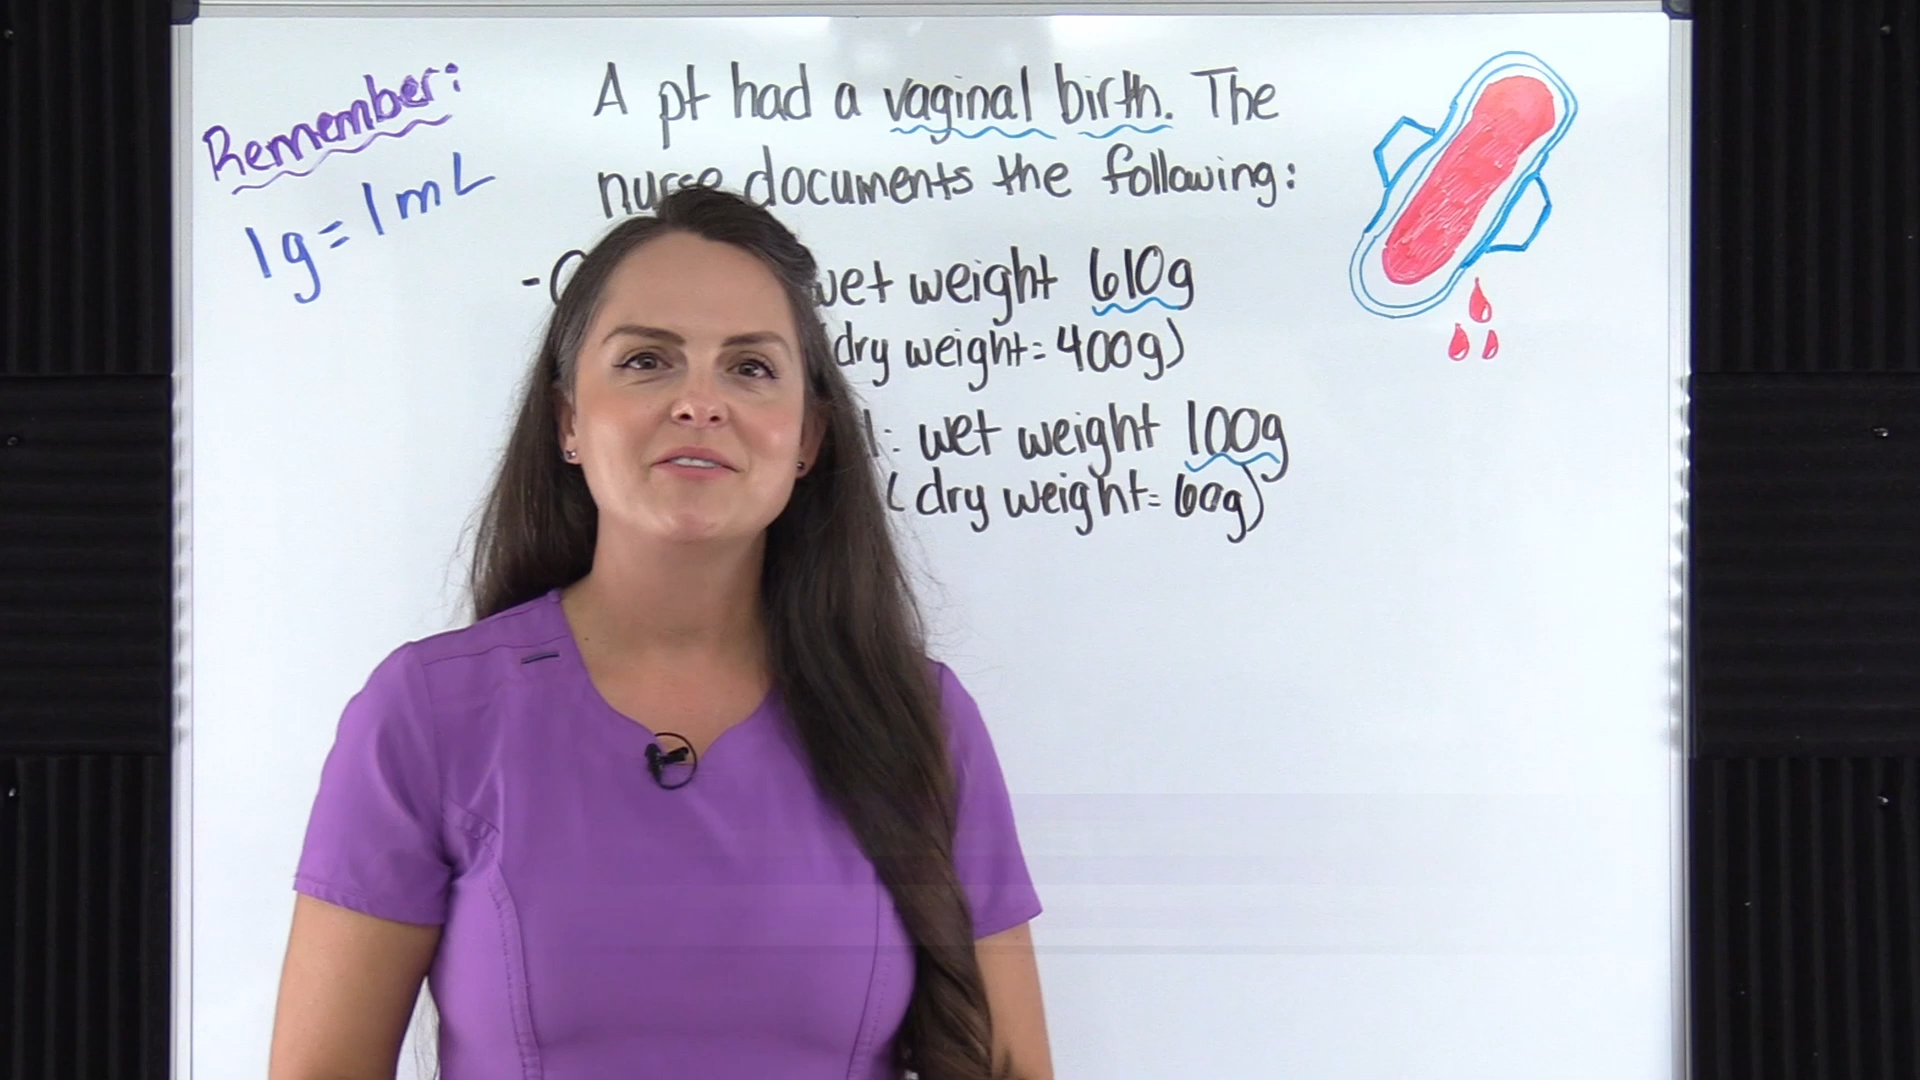 Remember:
1g = 1mL
A pt had a vaginal birth. The
nurse documents the following:
wet weight 610g
(dry weight = 400g)
wet weight 100g
(dry weight = 60g)